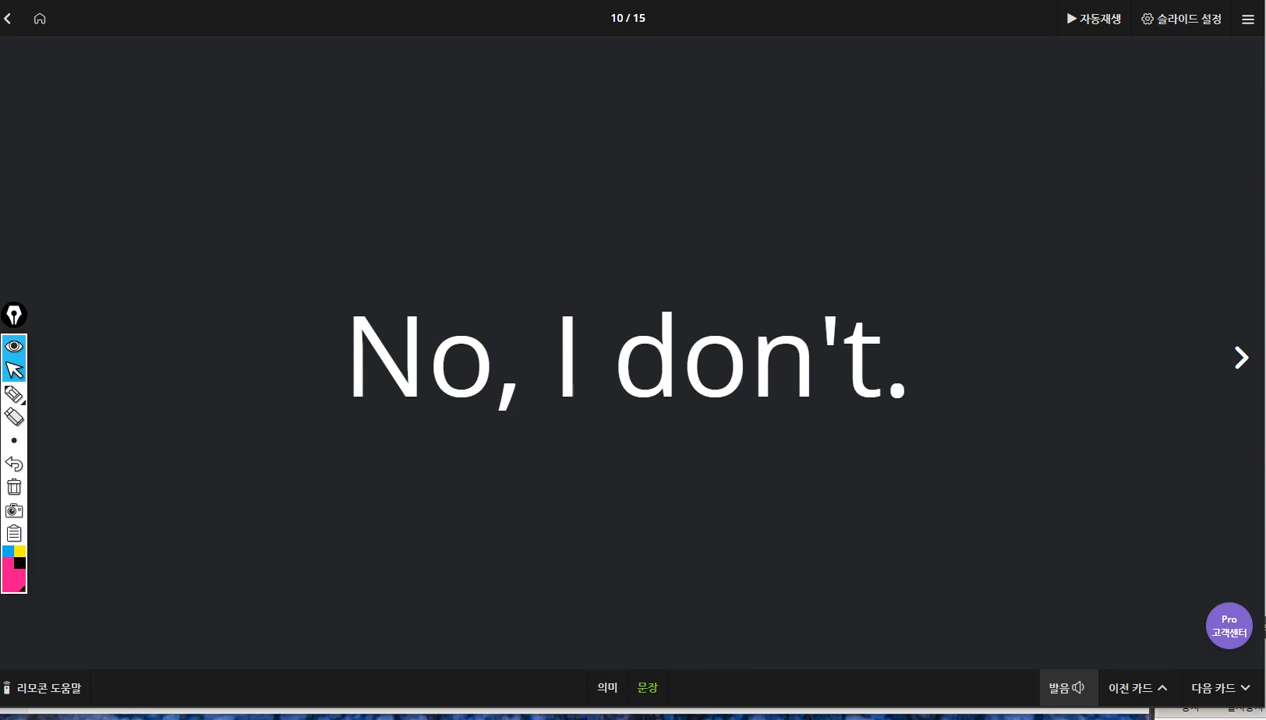 10 / 15
자동재생
슬라이드 설정
No, I don't.
Pro
고객센터
리모콘 도움말
의미
문장
발음
이전 카드
다음 카드